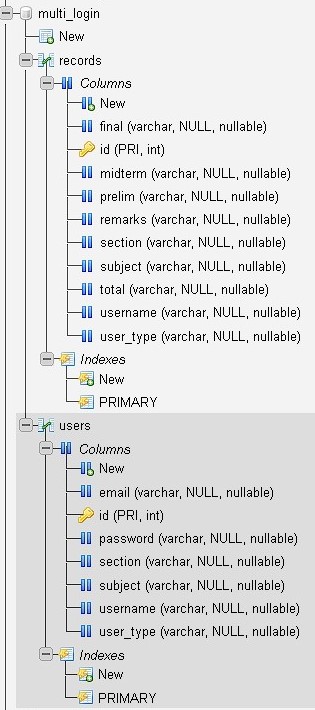 multi_login
New
records
Columns
New
final (varchar, NULL, nullable)
id (PRI, int)
midterm (varchar, NULL, nullable)
prelim (varchar, NULL, nullable)
remarks (varchar, NULL, nullable)
section (varchar, NULL, nullable)
subject (varchar, NULL, nullable)
total (varchar, NULL, nullable)
username (varchar, NULL, nullable)
user_type (varchar, NULL, nullable)
Indexes
New
PRIMARY
users
Columns
New
email (varchar, NULL, nullable)
id (PRI, int)
password (varchar, NULL, nullable)
section (varchar, NULL, nullable)
subject (varchar, NULL, nullable)
username (varchar, NULL, nullable)
user_type (varchar, NULL, nullable)
Indexes
New
PRIMARY